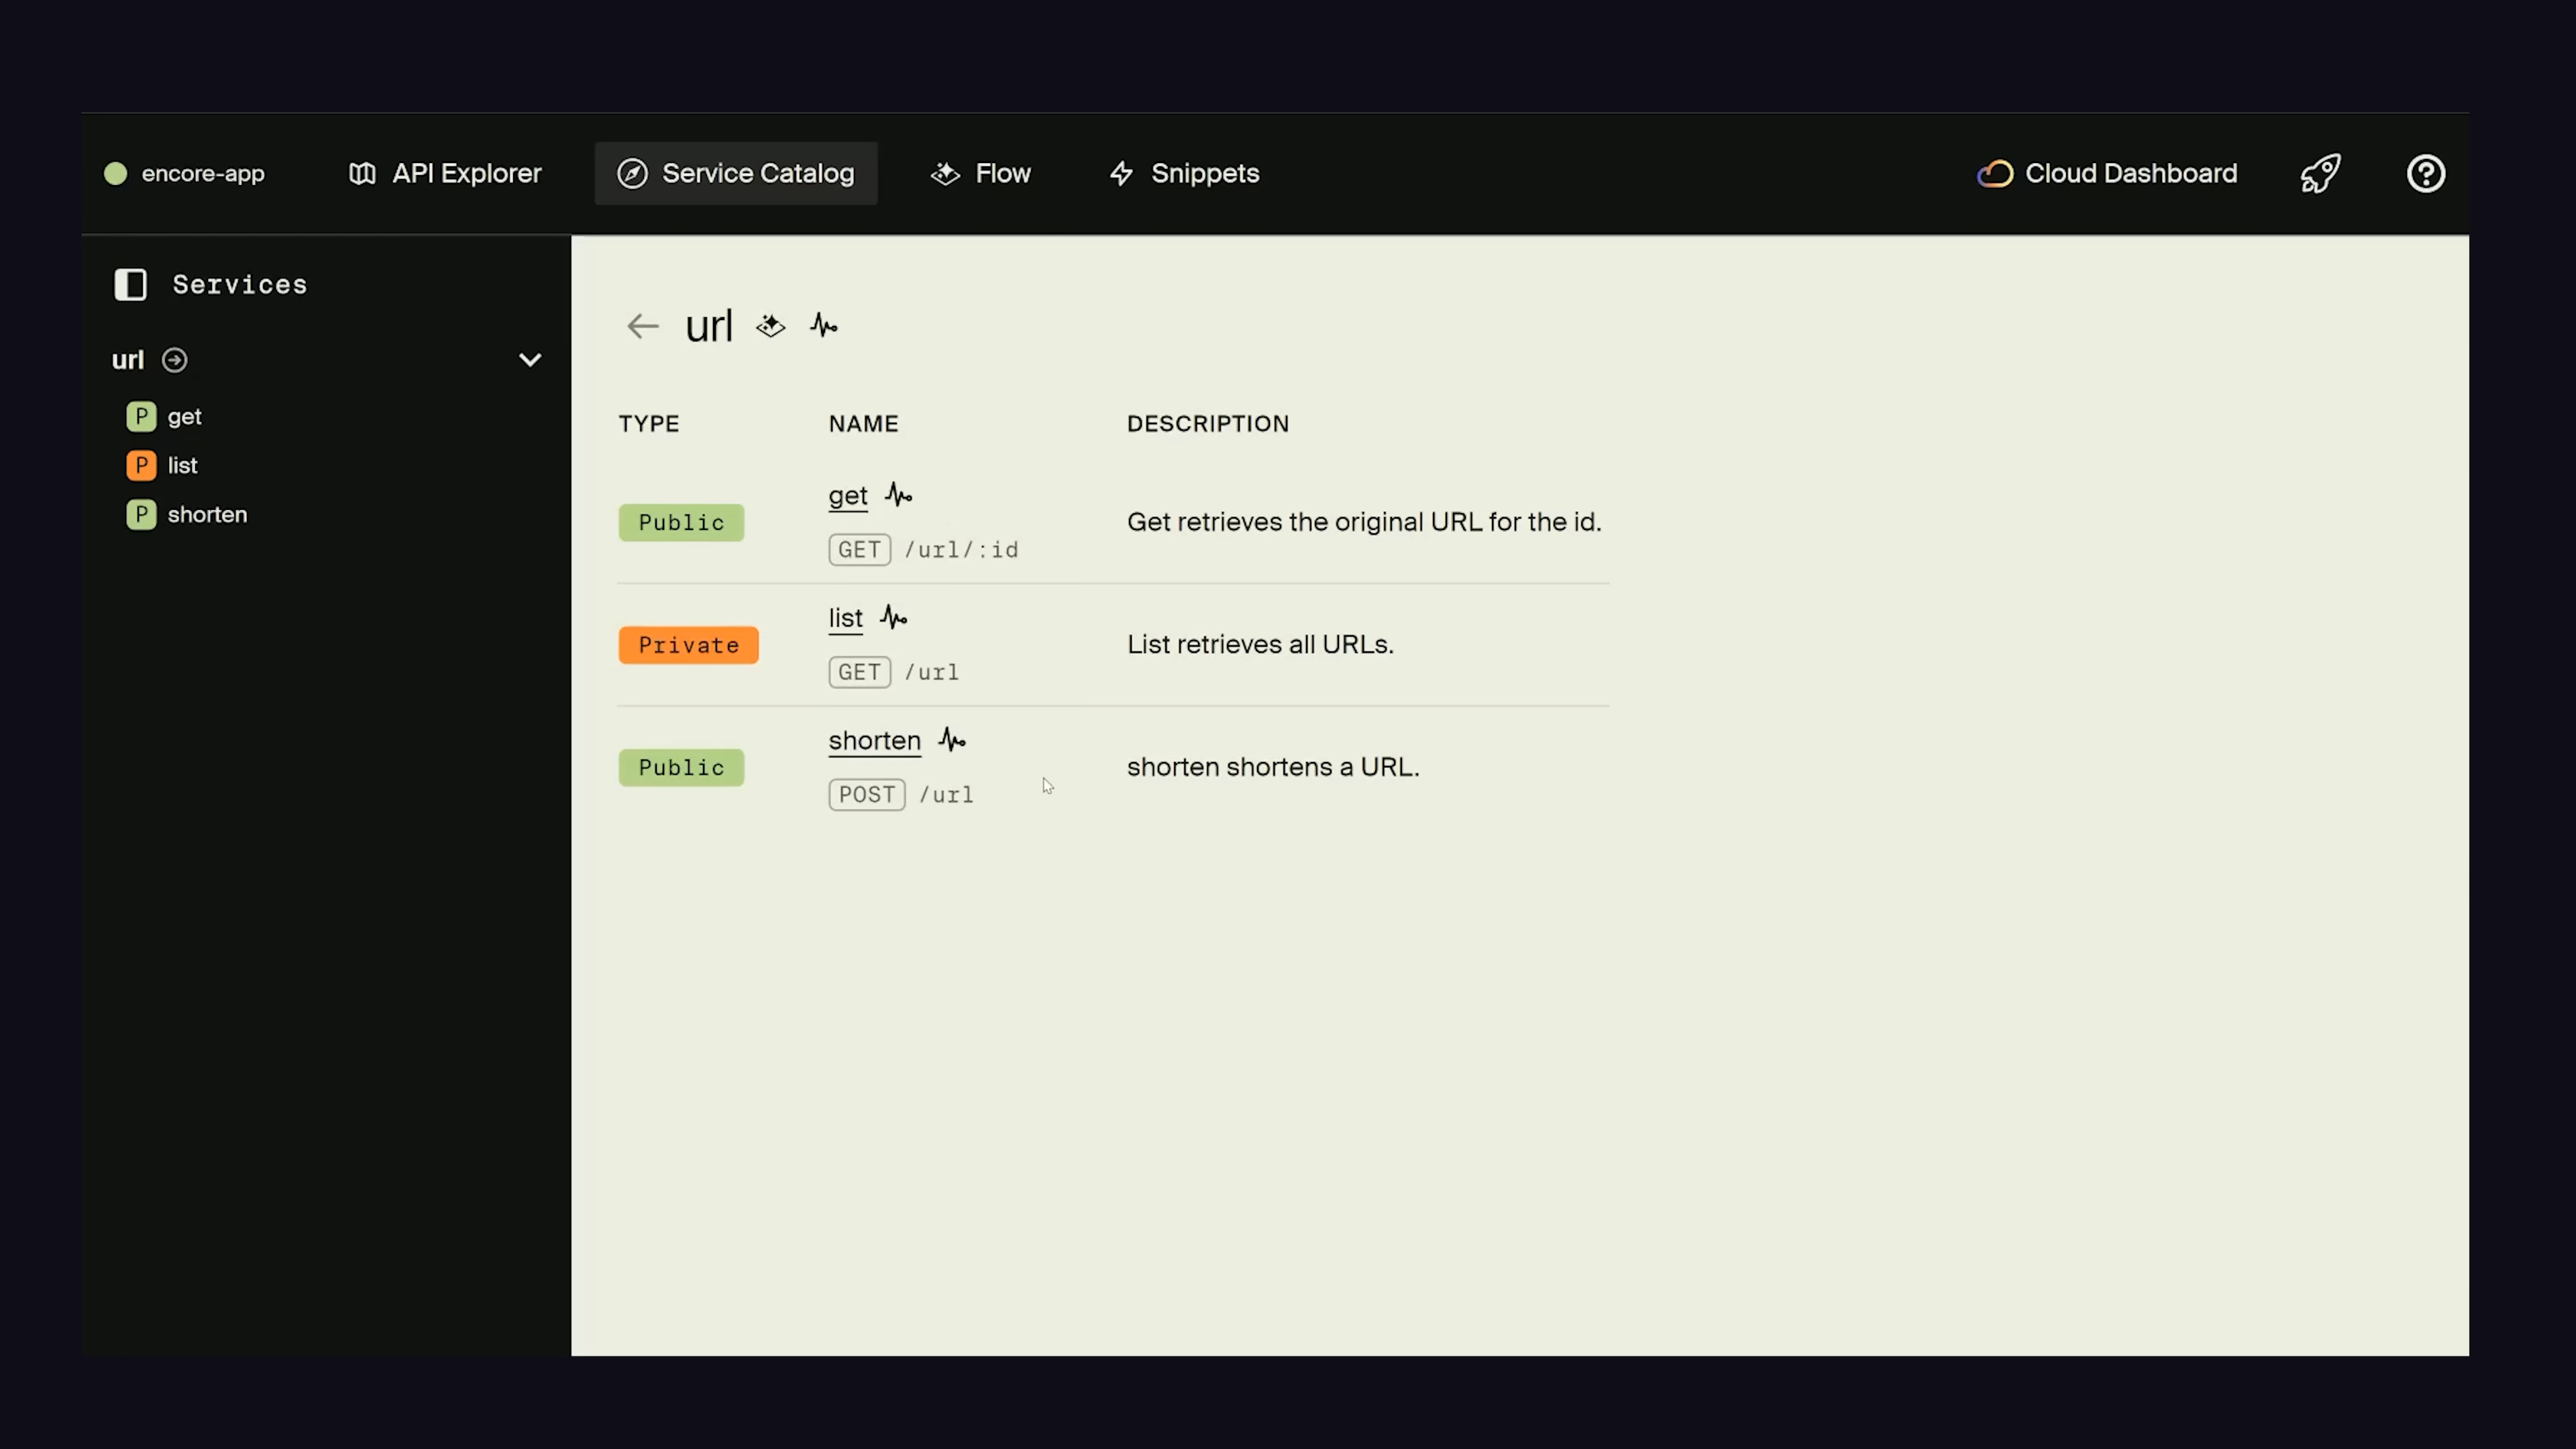 encore-app API Explorer Service Catalog Flow Snippets Cloud Dashboard
Services
url
P get
P list
P shorten
url
TYPE NAME DESCRIPTION
Public get Get retrieves the original URL for the id.
GET /url/:id
Private list List retrieves all URLs.
GET /url
Public shorten shorten shortens a URL.
POST /url